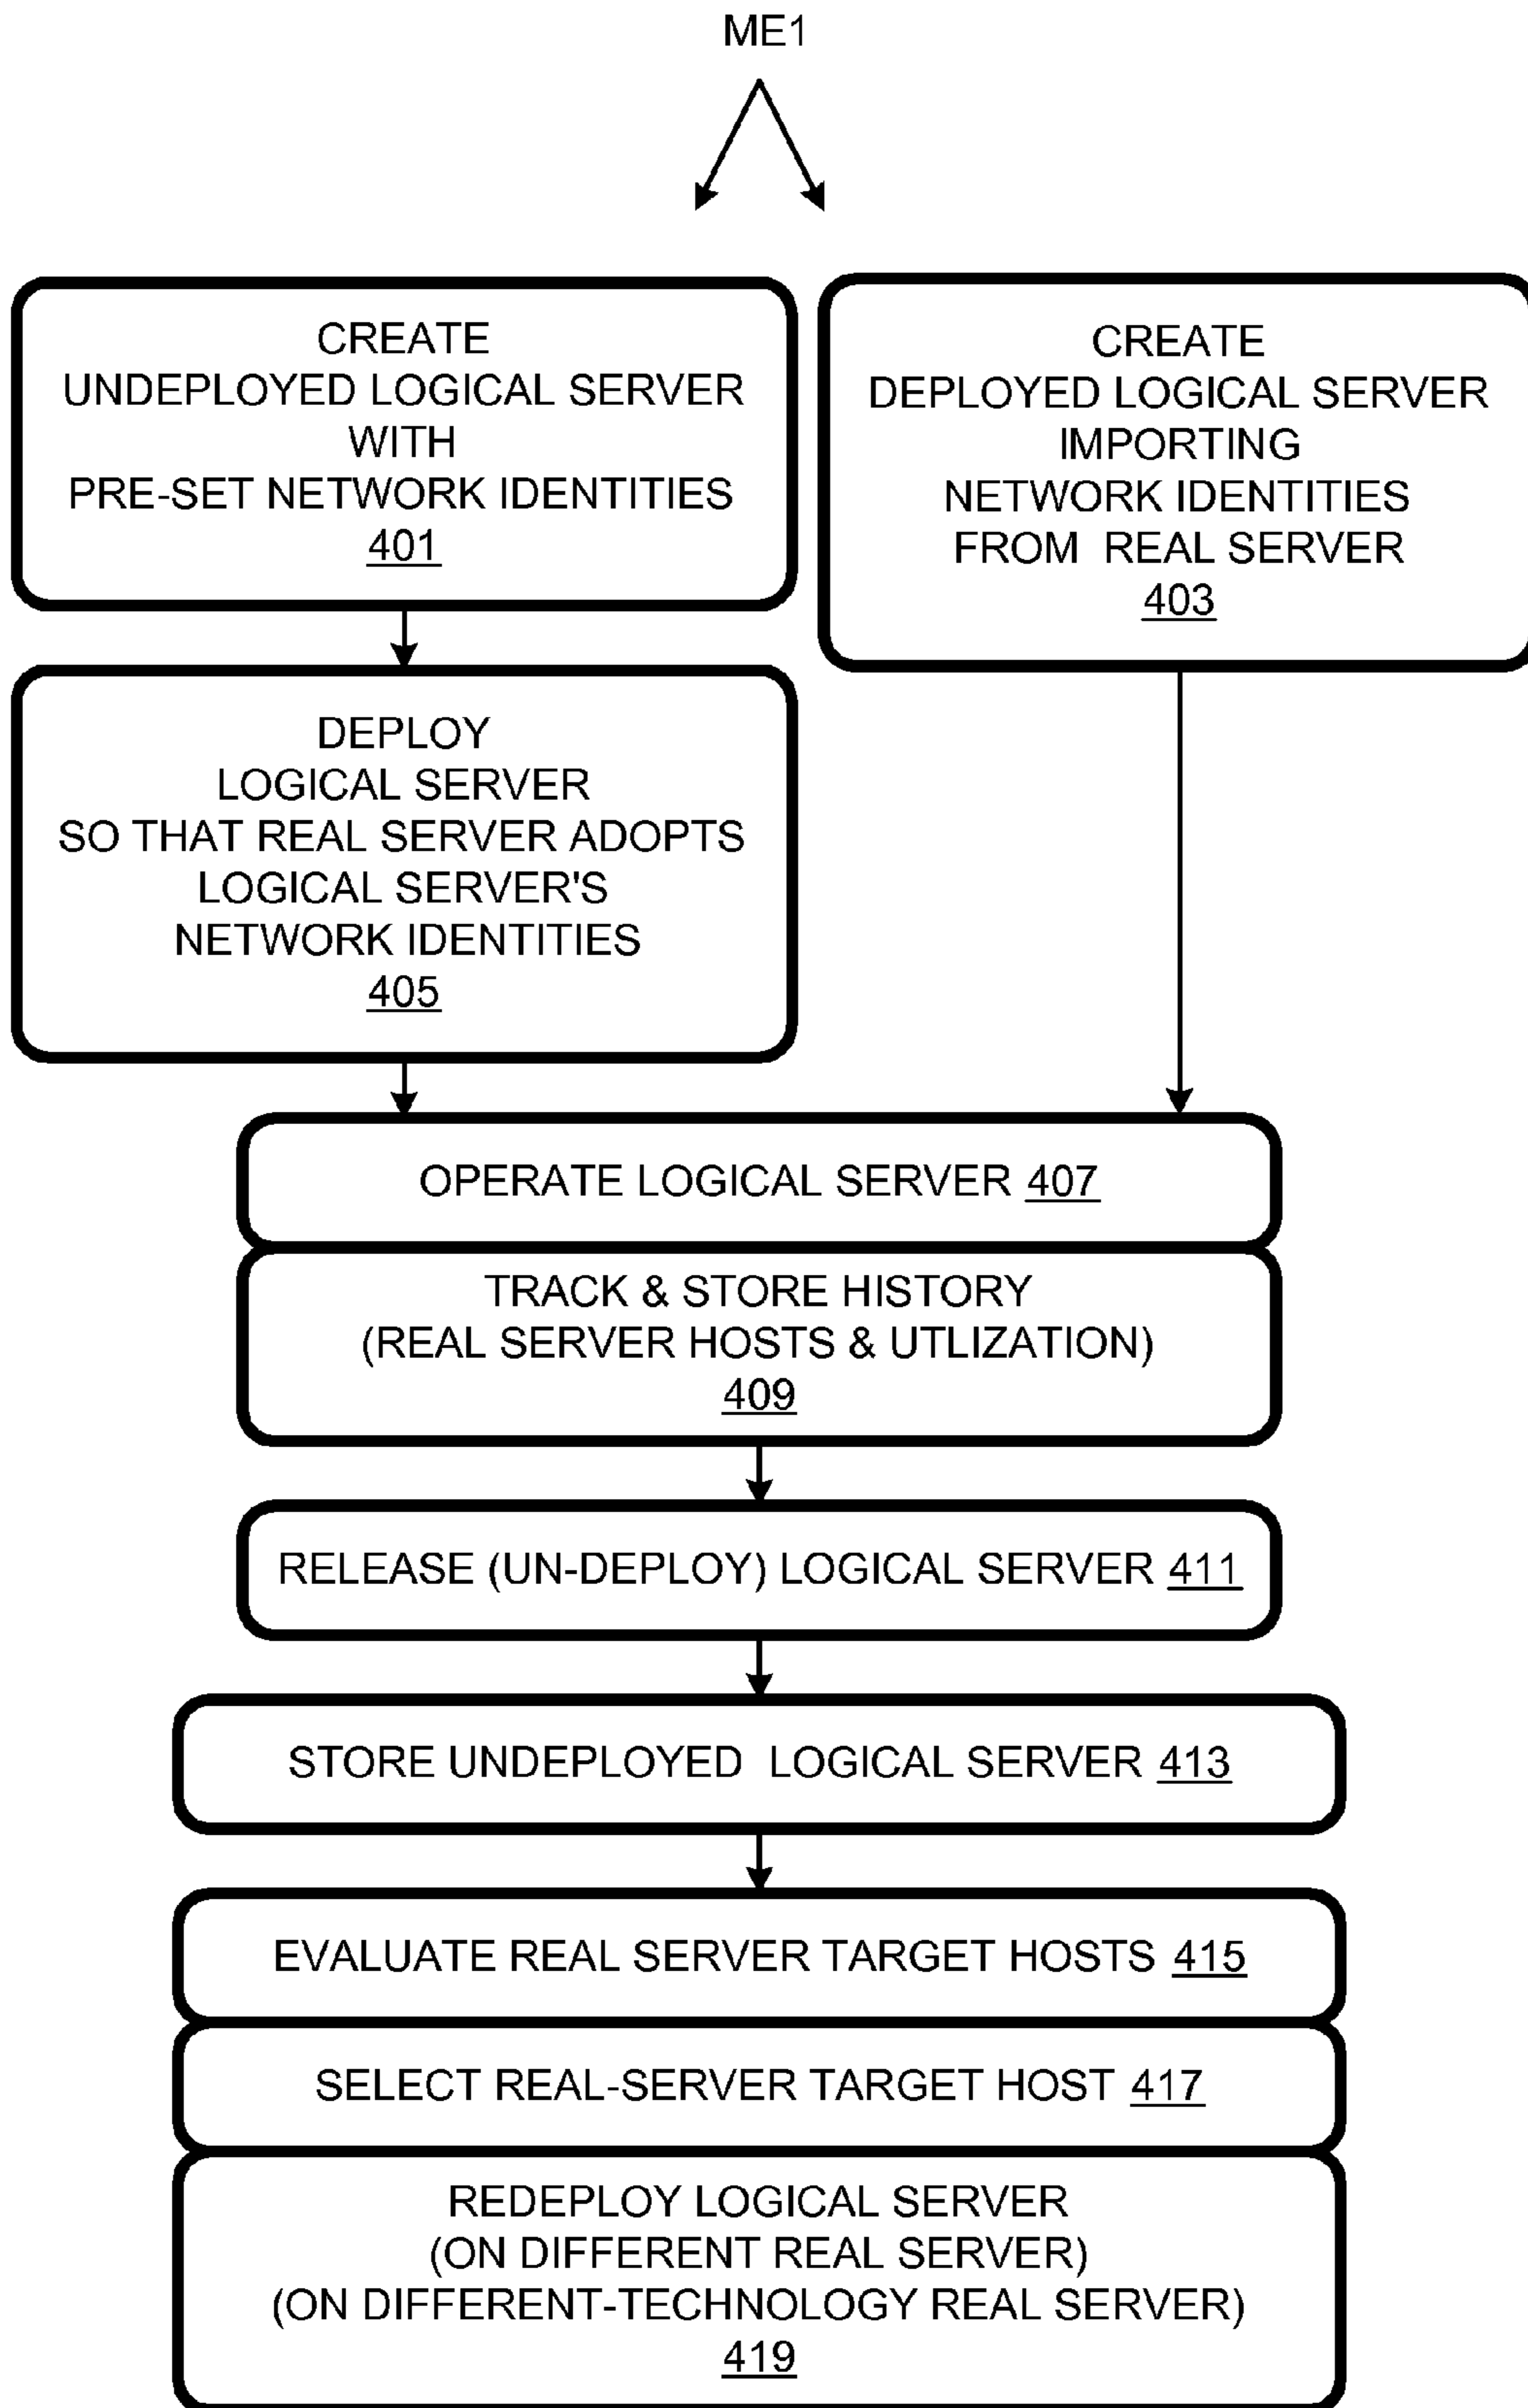 ME1
CREATE
UNDEPLOYED LOGICAL SERVER
WITH
PRE-SET NETWORK IDENTITIES
401
CREATE
DEPLOYED LOGICAL SERVER
IMPORTING
NETWORK IDENTITIES
FROM REAL SERVER
403
DEPLOY
LOGICAL SERVER
SO THAT REAL SERVER ADOPTS
LOGICAL SERVER'S
NETWORK IDENTITIES
405
OPERATE LOGICAL SERVER 407
TRACK & STORE HISTORY
(REAL SERVER HOSTS & UTLIZATION)
409
RELEASE (UN-DEPLOY) LOGICAL SERVER 411
STORE UNDEPLOYED LOGICAL SERVER 413
EVALUATE REAL SERVER TARGET HOSTS 415
SELECT REAL-SERVER TARGET HOST 417
REDEPLOY LOGICAL SERVER
(ON DIFFERENT REAL SERVER)
(ON DIFFERENT-TECHNOLOGY REAL SERVER)
419